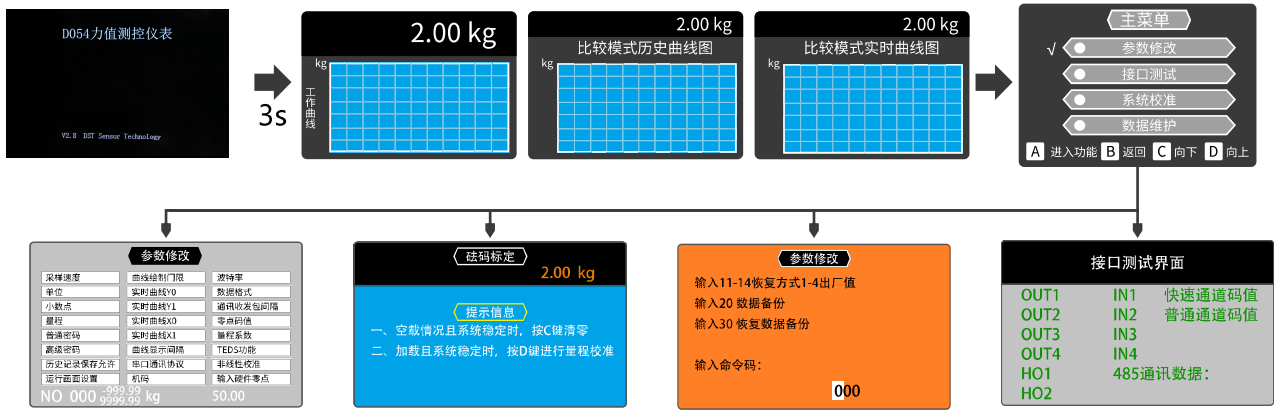 D054力值测控仪表
V2.8 DST Sensor Technology
3s
2.00 kg
kg
工作曲线
2.00 kg
比较模式历史曲线图
kg
2.00 kg
比较模式实时曲线图
kg
主菜单
√ 参数修改
接口测试
系统校准
数据维护
A 进入功能 B 返回 C 向下 D 向上
参数修改
采样速度 曲线绘制门限 波特率
单位 实时曲线Y0 数据格式
小数点 实时曲线Y1 通讯收发包间隔
量程 实时曲线X0 零点码值
普通密码 实时曲线X1 量程系数
高级密码 曲线显示间隔 TEDS功能
历史记录保存允许 串口通讯协议 非线性校准
运行画面设置 机码 输入硬件零点
NO 000 -999.99 9999.99 kg 50.00
砝码标定
2.00 kg
提示信息
一、空载情况且系统稳定时，按C键清零
二、加载且系统稳定时，按D键进行量程校准
参数修改
输入11-14恢复方式1-4出厂值
输入20 数据备份
输入30 恢复数据备份
输入命令码：
000
接口测试界面
OUT1 IN1 快速通道码值
OUT2 IN2 普通通道码值
OUT3 IN3
OUT4 IN4
HO1 485通讯数据：
HO2